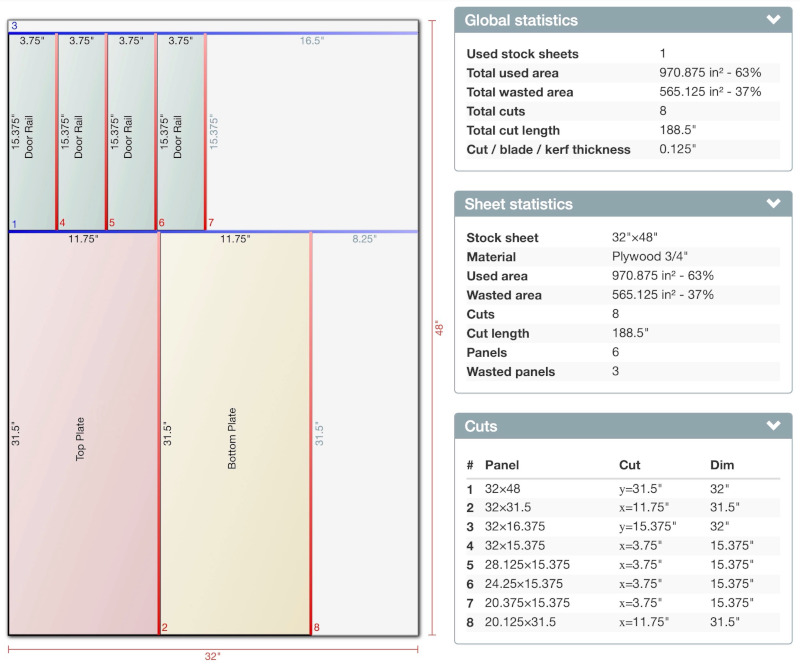 3
3.75" 3.75" 3.75" 3.75" 16.5"
15.375" Door Rail 15.375" Door Rail 15.375" Door Rail 15.375" Door Rail 15.375"
1 4 5 6 7
11.75" 11.75" 8.25"
31.5" Top Plate 31.5" Bottom Plate 31.5"
2 8
48"
32"
Global statistics
Used stock sheets 1
Total used area 970.875 in² - 63%
Total wasted area 565.125 in² - 37%
Total cuts 8
Total cut length 188.5"
Cut / blade / kerf thickness 0.125"
Sheet statistics
Stock sheet 32"×48"
Material Plywood 3/4"
Used area 970.875 in² - 63%
Wasted area 565.125 in² - 37%
Cuts 8
Cut length 188.5"
Panels 6
Wasted panels 3
Cuts
# Panel Cut Dim
1 32×48 y=31.5" 32"
2 32×31.5 x=11.75" 31.5"
3 32×16.375 y=15.375" 32"
4 32×15.375 x=3.75" 15.375"
5 28.125×15.375 x=3.75" 15.375"
6 24.25×15.375 x=3.75" 15.375"
7 20.375×15.375 x=3.75" 15.375"
8 20.125×31.5 x=11.75" 31.5"